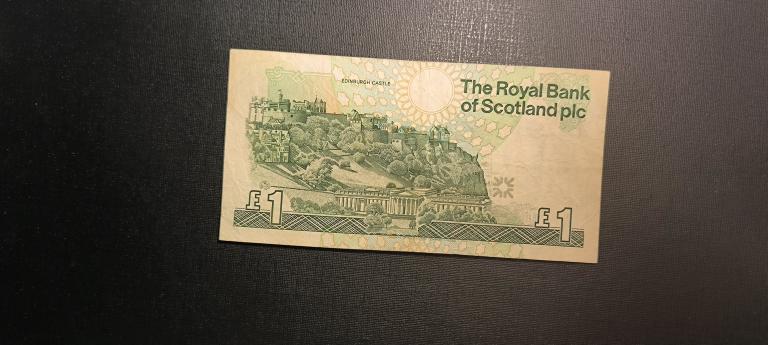 EDINBURGH CASTLE
The Royal Bank
of Scotland plc
£1
£1